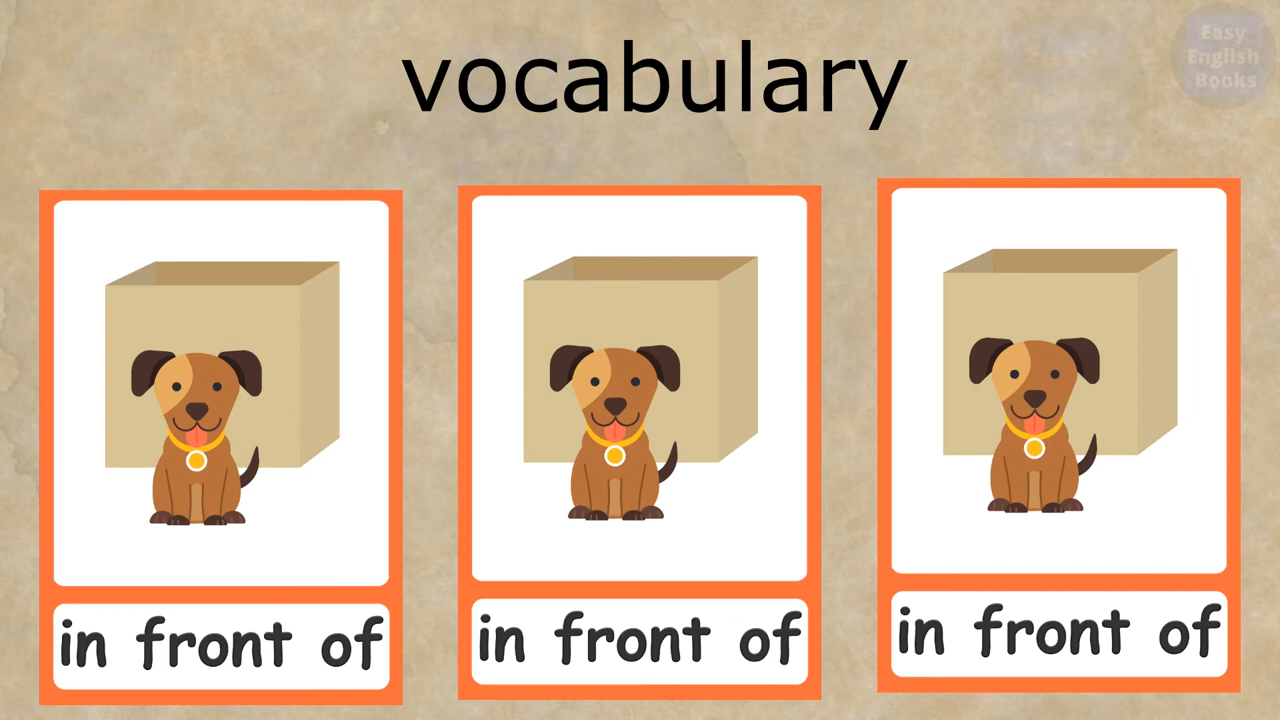 vocabulary
Easy
English
Books
in front of
in front of
in front of